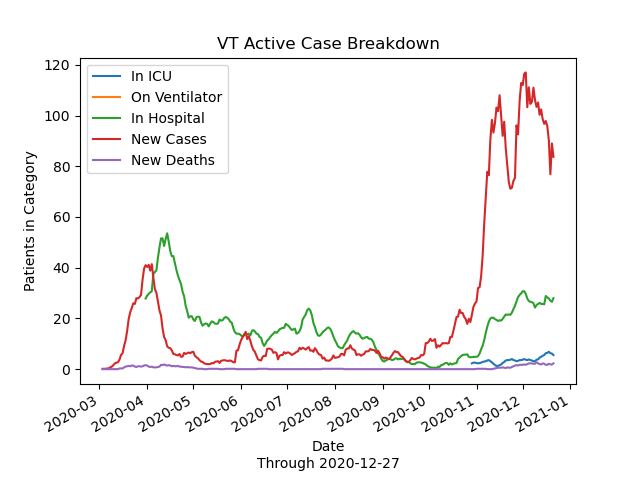 VT Active Case Breakdown
In ICU
On Ventilator
In Hospital
New Cases
New Deaths
Patients in Category
120
100
80
60
40
20
0
2020-03
2020-04
2020-05
2020-06
2020-07
2020-08
2020-09
2020-10
2020-11
2020-12
2021-01
Date
Through 2020-12-27